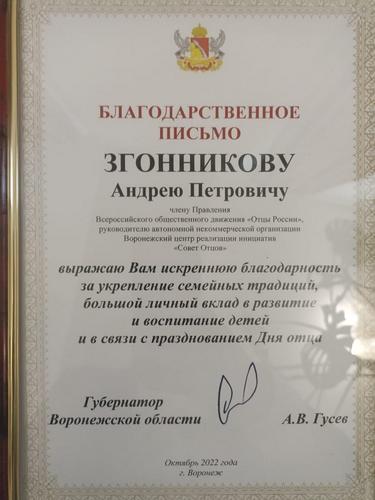 БЛАГОДАРСТВЕННОЕ
ПИСЬМО
ЗГОННИКОВУ
Андрею Петровичу
члену Правления
Всероссийского общественного движения «Отцы России»,
руководителю автономной некоммерческой организации
Воронежский центр реализации инициатив
«Совет Отцов»
выражаю Вам искреннюю благодарность
за укрепление семейных традиций,
большой личный вклад в развитие
и воспитание детей
и в связи с празднованием Дня отца
Губернатор
Воронежской области А.В. Гусев
Октябрь 2022 года
г. Воронеж